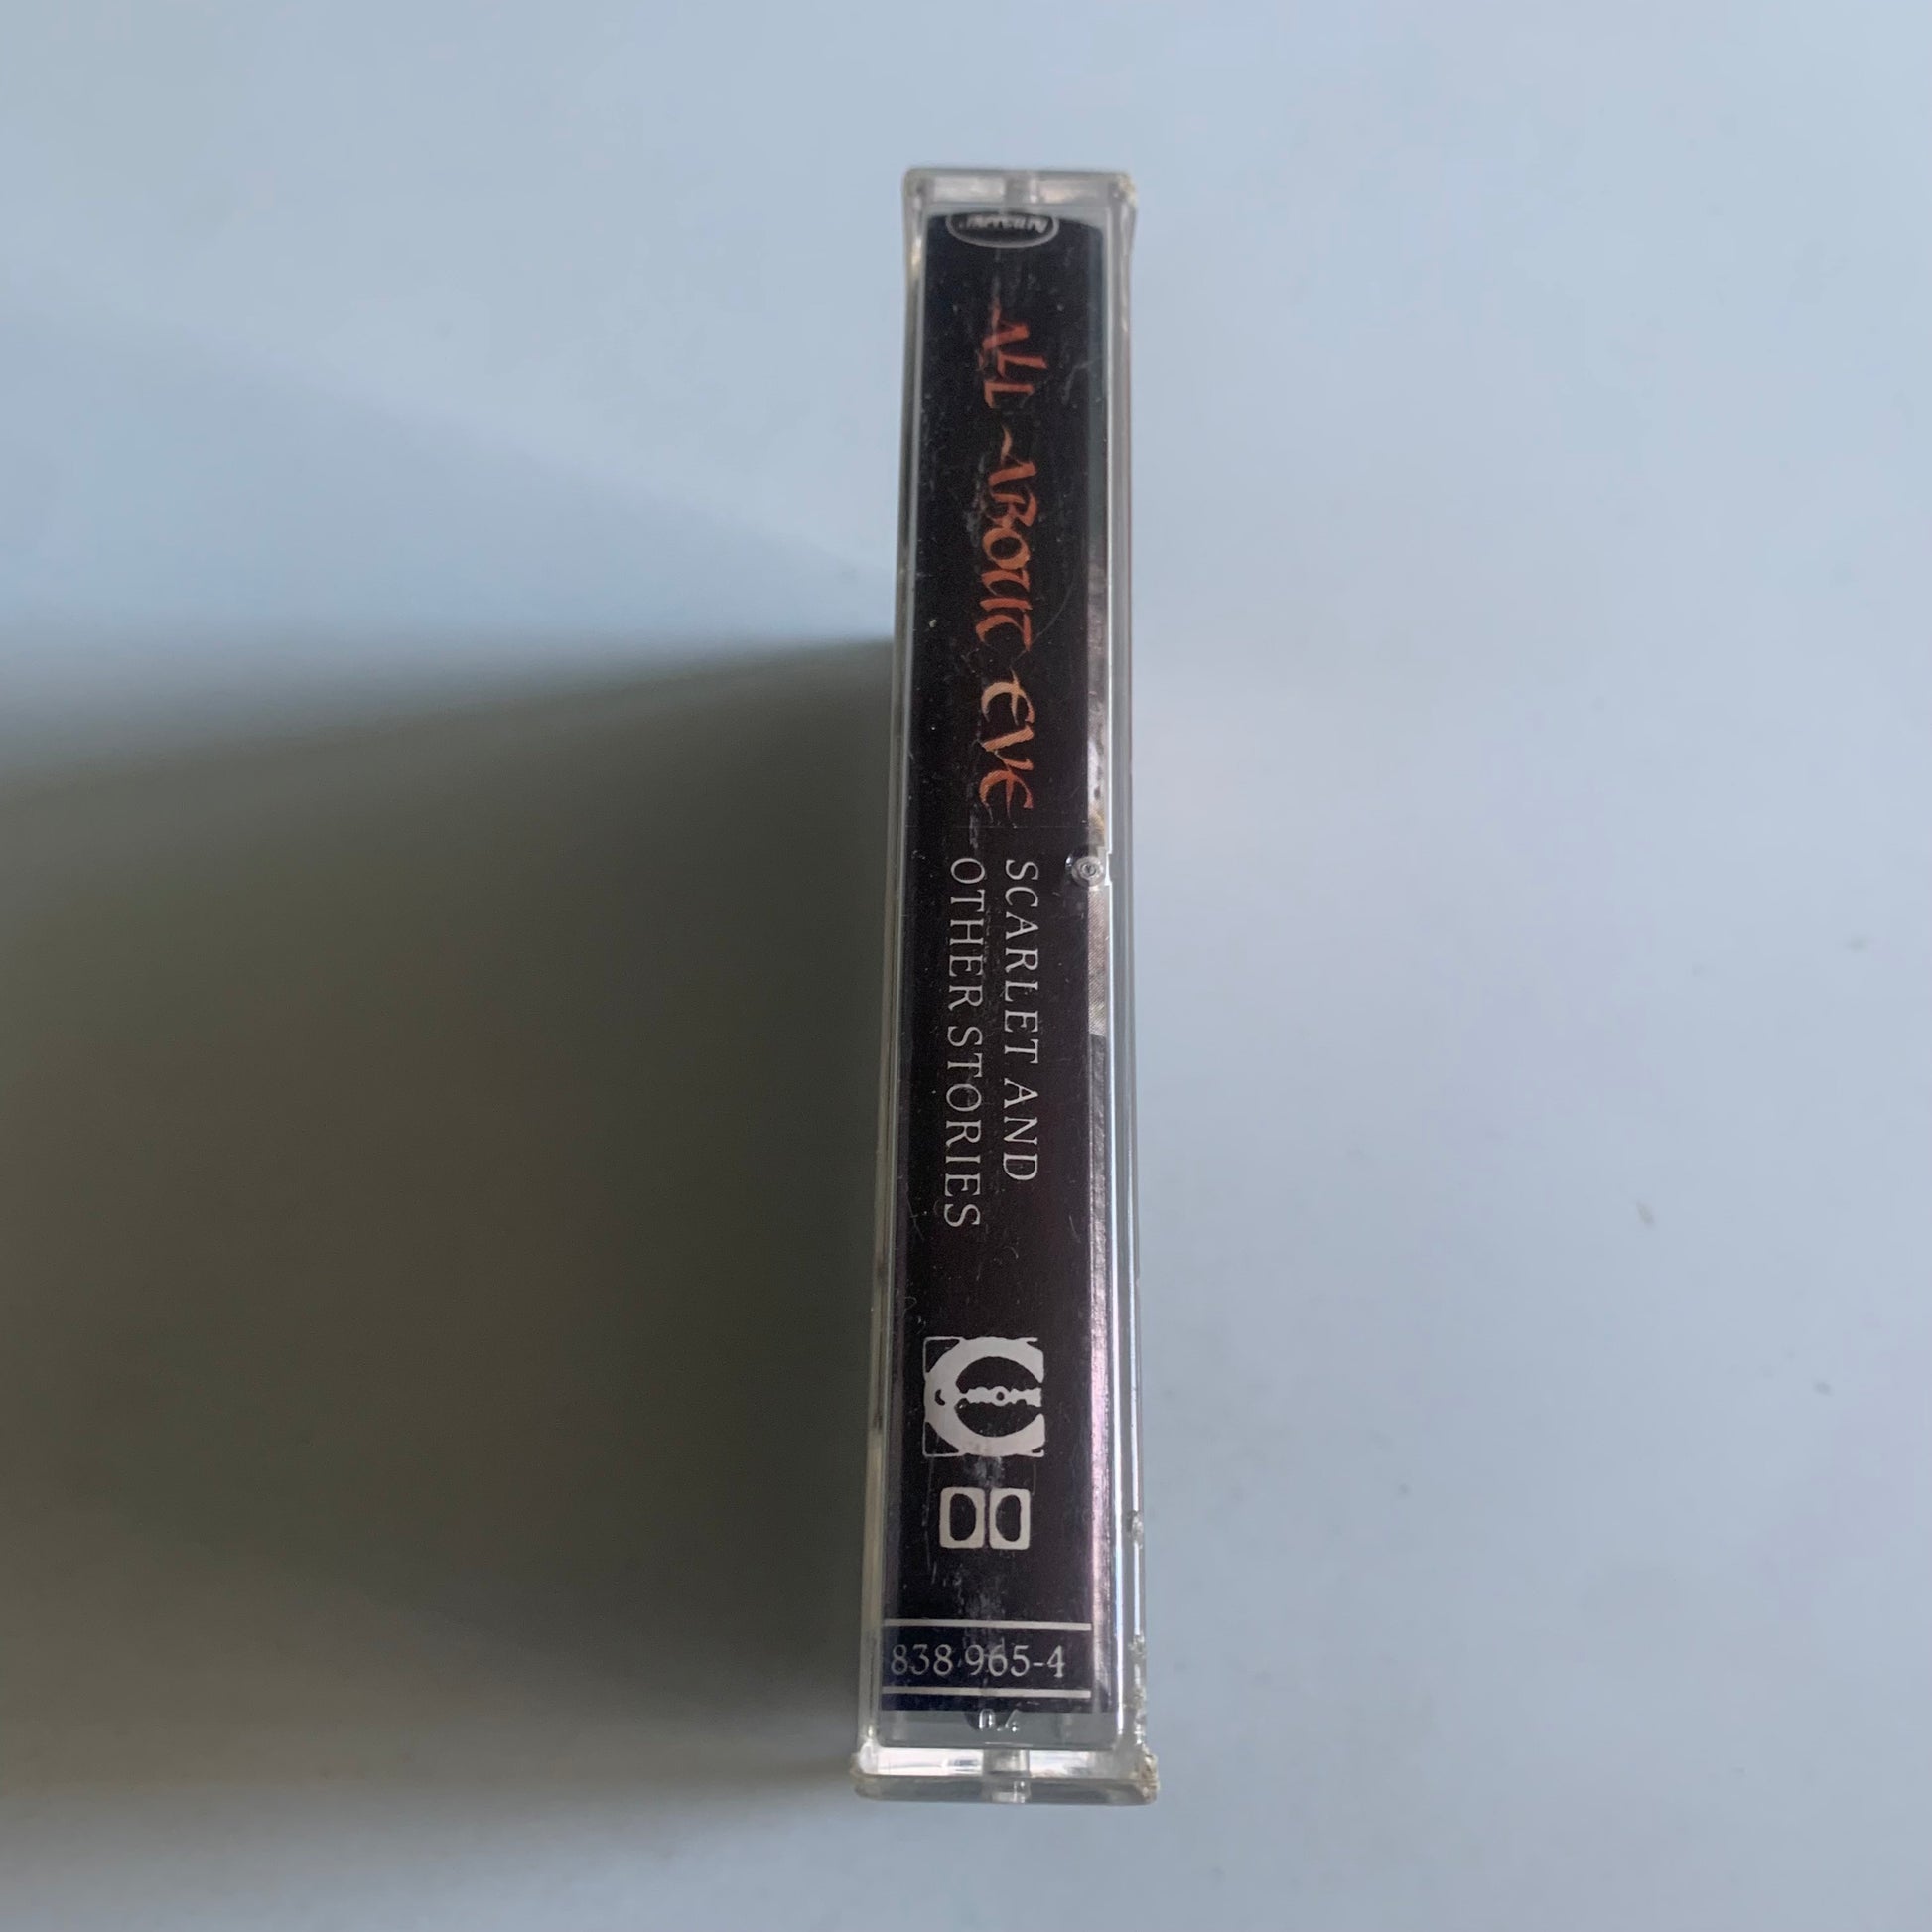 ALL ABOUT EVE
SCARLET AND
OTHER STORIES
838 965-4